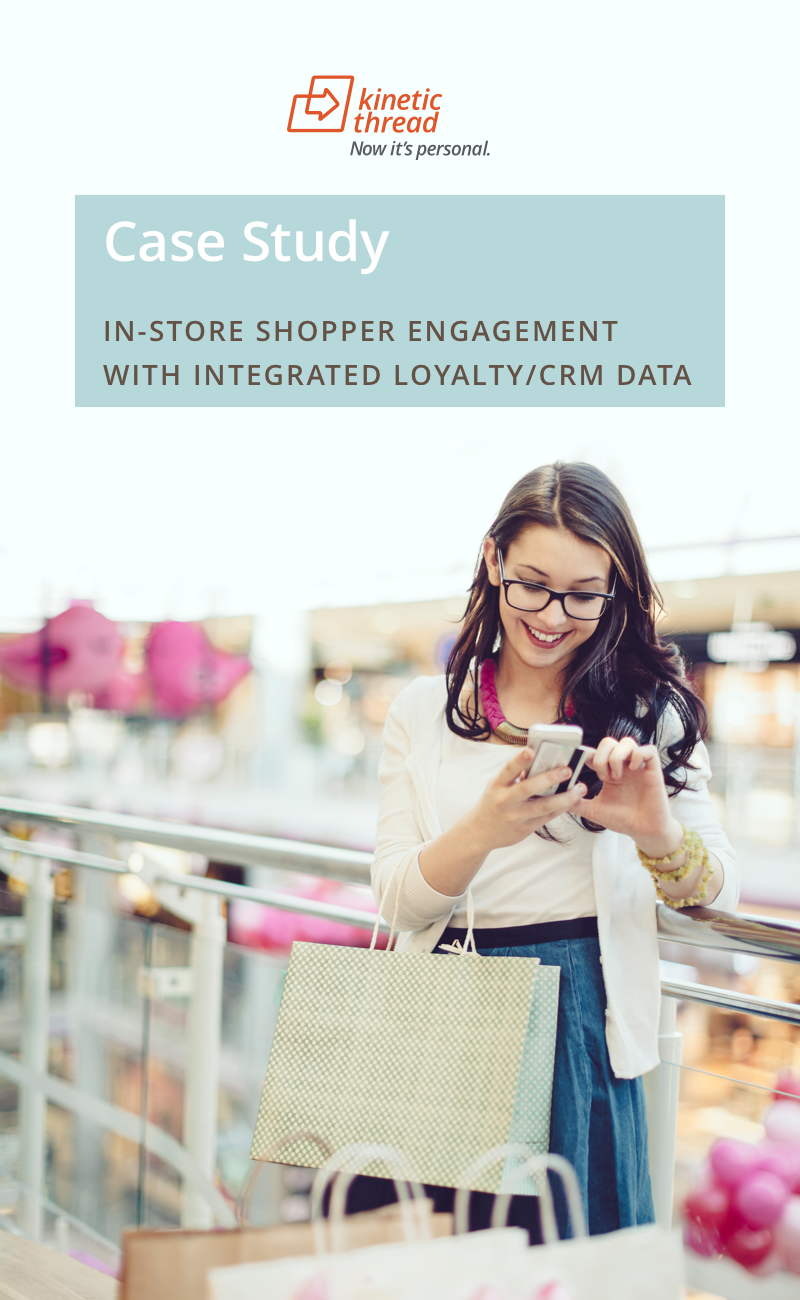 kinetic
thread
Now it's personal.
Case Study
IN-STORE SHOPPER ENGAGEMENT
WITH INTEGRATED LOYALTY/CRM DATA